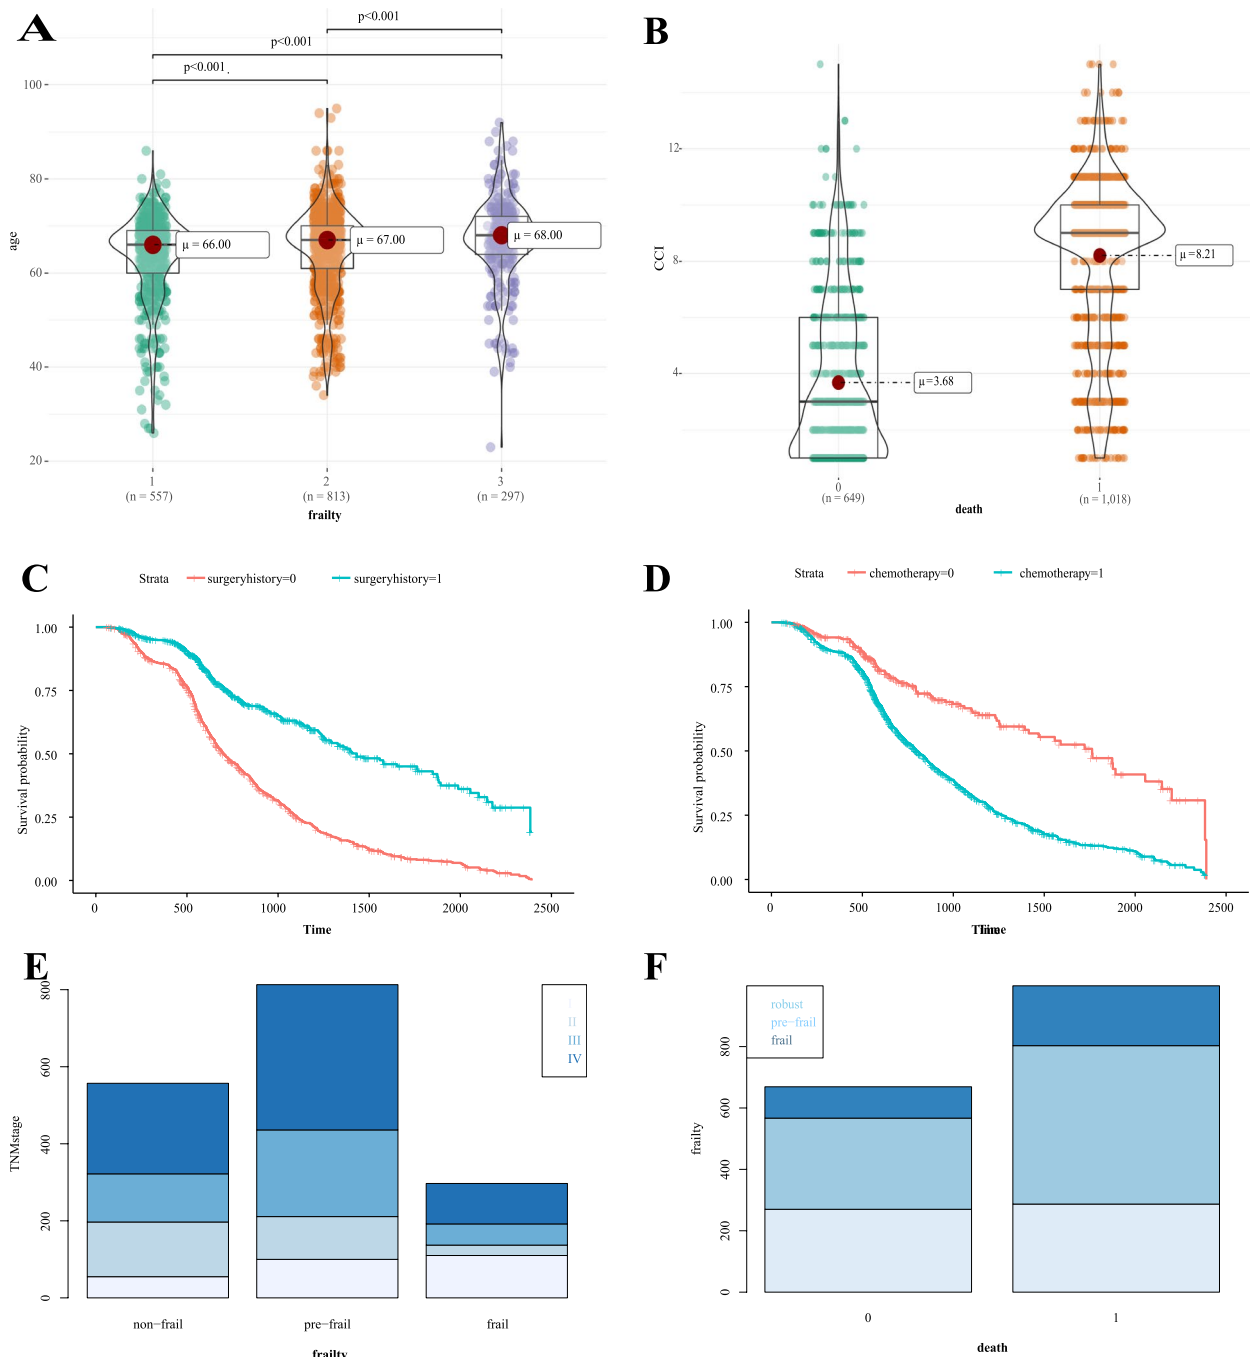 A
p<0.001
p<0.001
p<0.001
100
80
60
40
20
age
μ = 66.00
μ = 67.00
μ = 68.00
1
(n = 557)
2
(n = 813)
3
(n = 297)
frailty
B
12
8
4
CCI
μ=3.68
μ=8.21
0
(n = 649)
1
(n = 1,018)
death
C
Strata
surgeryhistory=0
surgeryhistory=1
1.00
0.75
0.50
0.25
0.00
Survival probability
0
500
1000
1500
2000
2500
Time
D
Strata
chemotherapy=0
chemotherapy=1
1.00
0.75
0.50
0.25
0.00
Survival probability
0
500
1000
1500
2000
2500
Time
E
800
600
400
200
0
TNMstage
I
II
III
IV
non-frail
pre-frail
frail
frailty
F
robust
pre-frail
frail
800
600
400
200
0
frailty
0
1
death